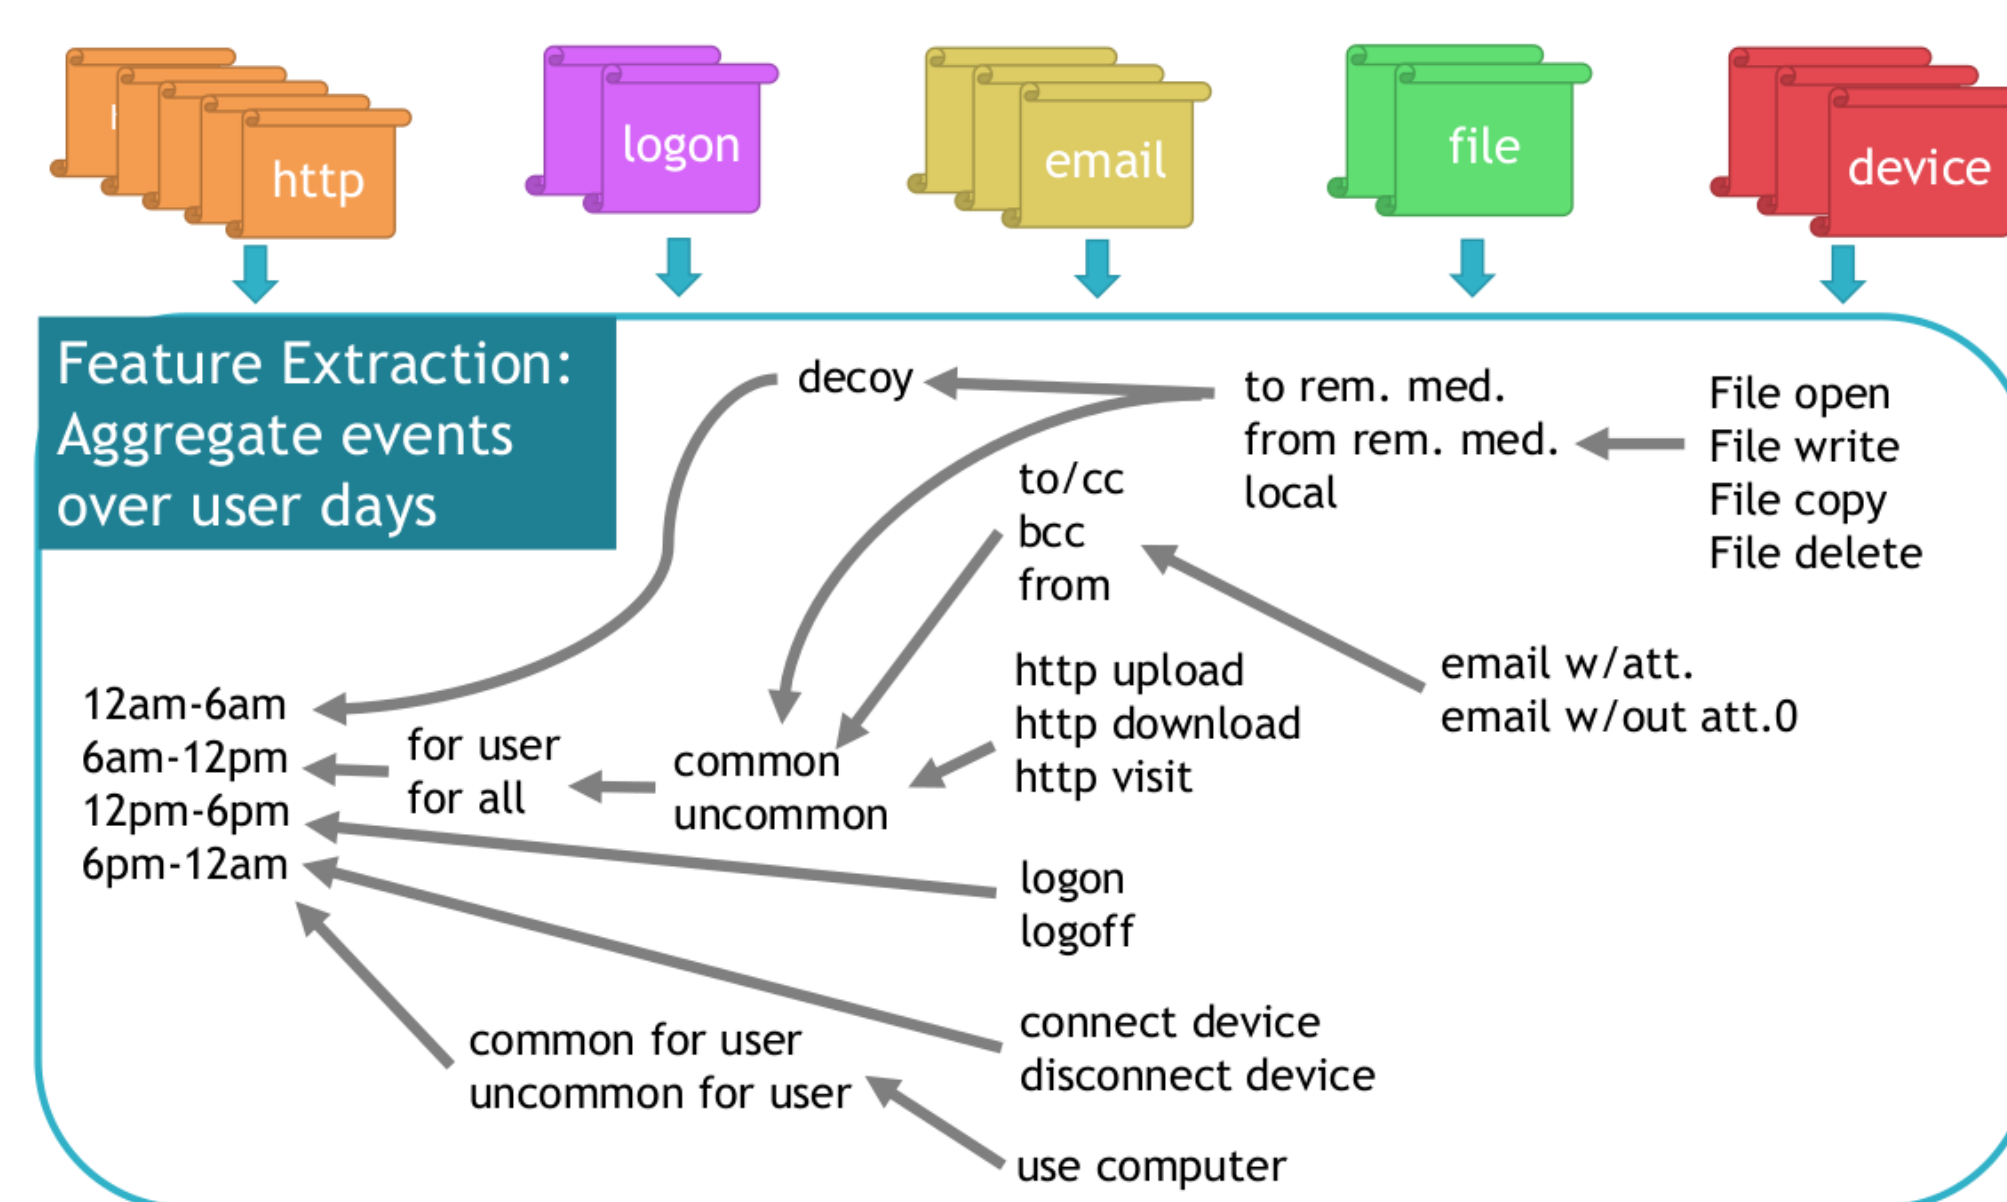 http
logon
email
file
device
Feature Extraction:
Aggregate events
over user days
decoy
to rem. med.
from rem. med.
local
File open
File write
File copy
File delete
to/cc
bcc
from
email w/att.
email w/out att.0
http upload
http download
http visit
12am-6am
6am-12pm
12pm-6pm
6pm-12am
for user
for all
common
uncommon
logon
logoff
connect device
disconnect device
common for user
uncommon for user
use computer